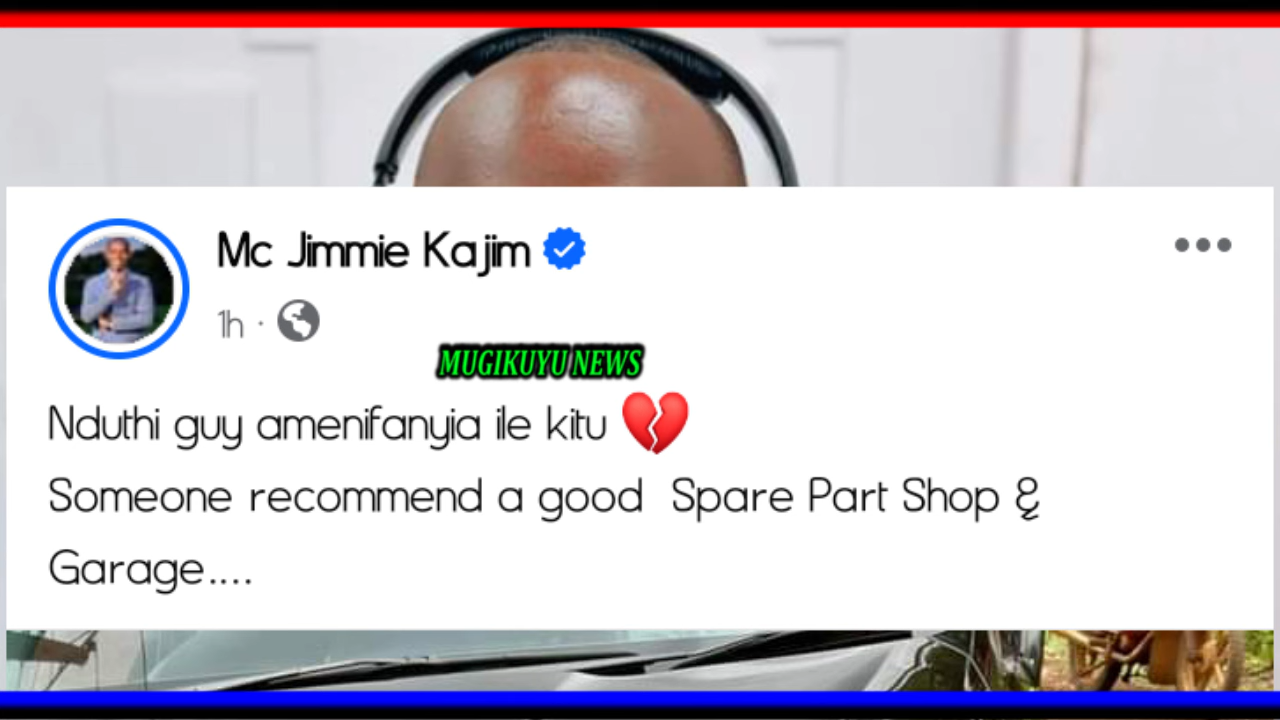 Mc Jimmie Kajim
1h ·
MUGIKUYU NEWS
Nduthi guy amenifanyia ile kitu 💔
Someone recommend a good Spare Part Shop &
Garage....